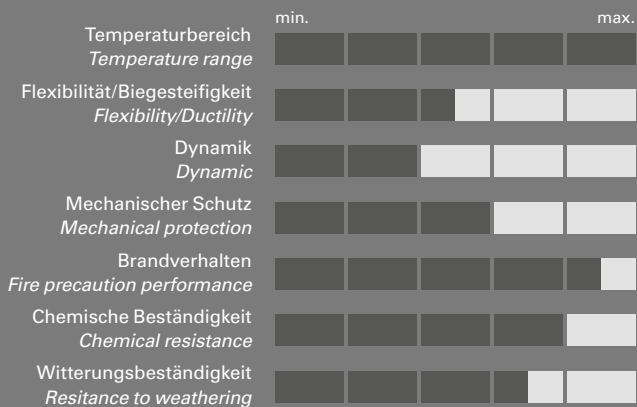 min. max.
Temperaturbereich
Temperature range
Flexibilität/Biegesteifigkeit
Flexibility/Ductility
Dynamik
Dynamic
Mechanischer Schutz
Mechanical protection
Brandverhalten
Fire precaution performance
Chemische Beständigkeit
Chemical resistance
Witterungsbeständigkeit
Resitance to weathering